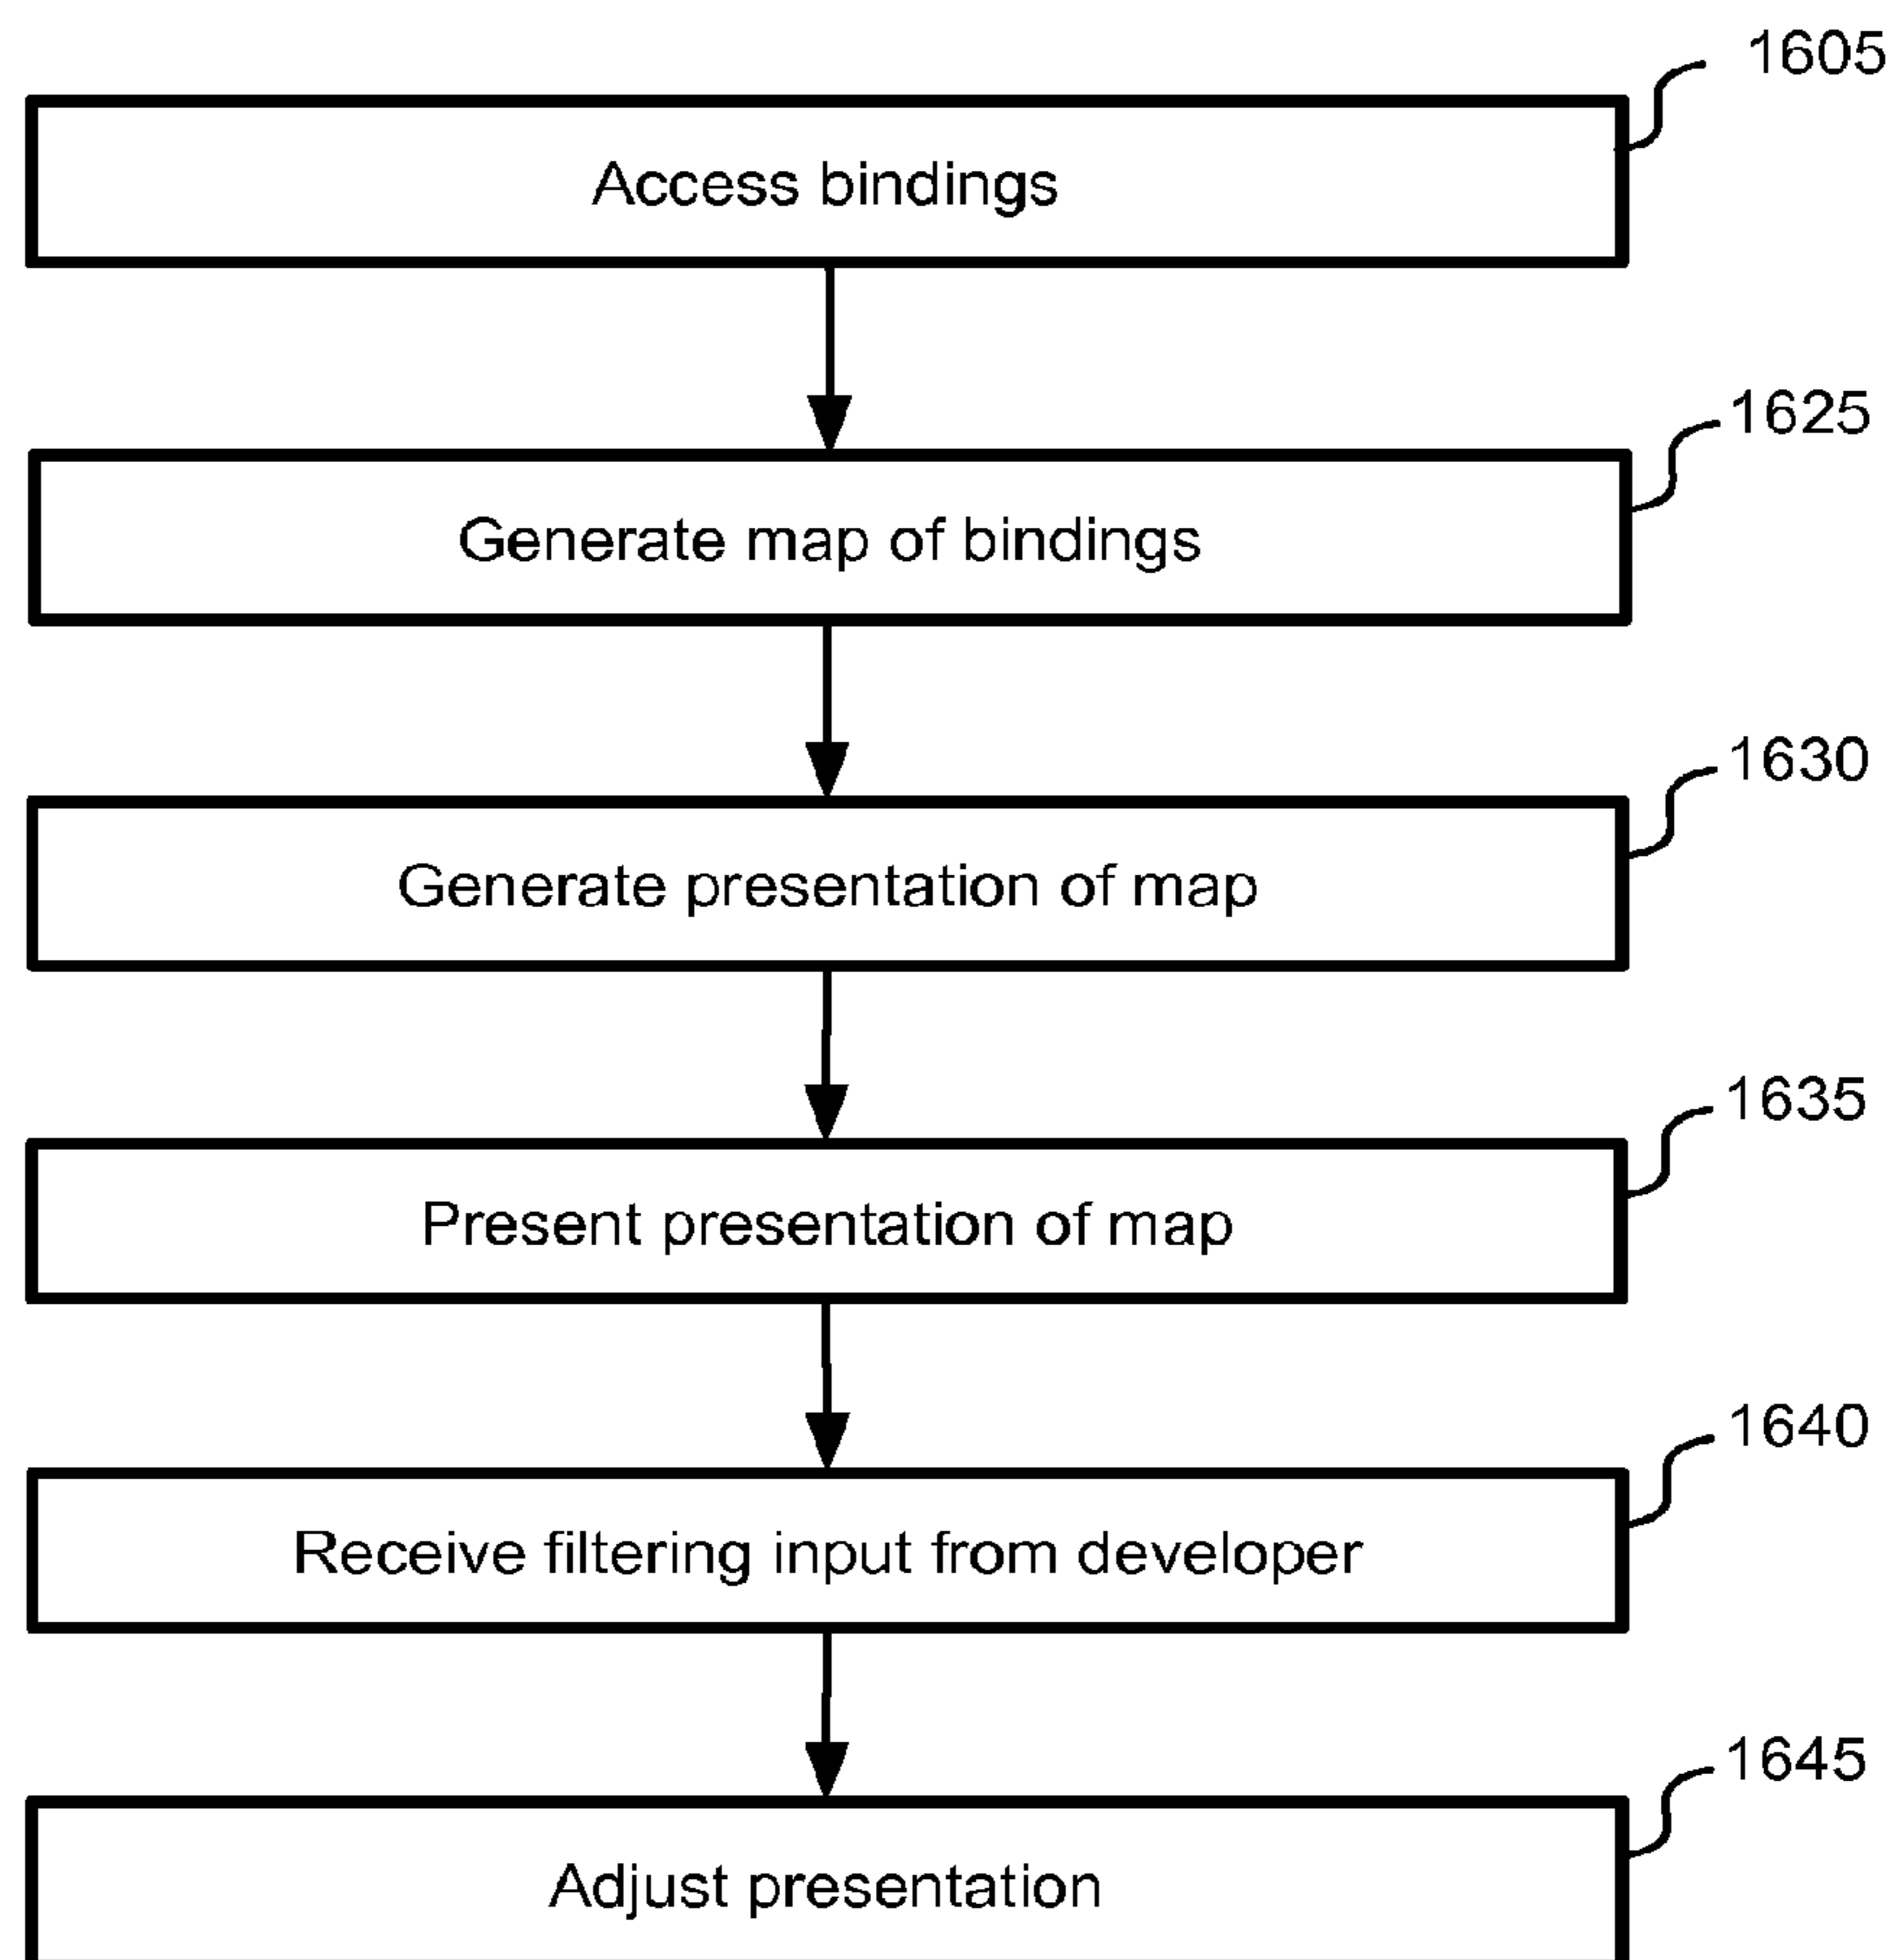 1605
Access bindings
1625
Generate map of bindings
1630
Generate presentation of map
1635
Present presentation of map
1640
Receive filtering input from developer
1645
Adjust presentation